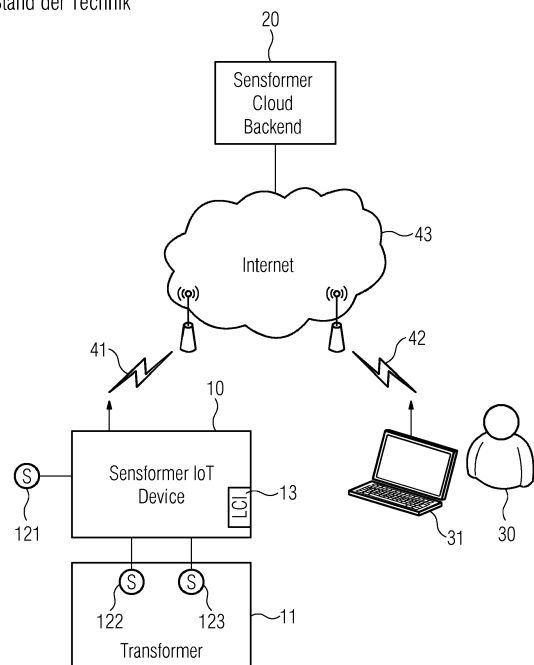 Stand der Technik
20
Sensformer
Cloud
Backend
43
Internet
41
42
10
Sensformer IoT
Device
13
LCI
S
121
31
30
S
S
122
123
11
Transformer